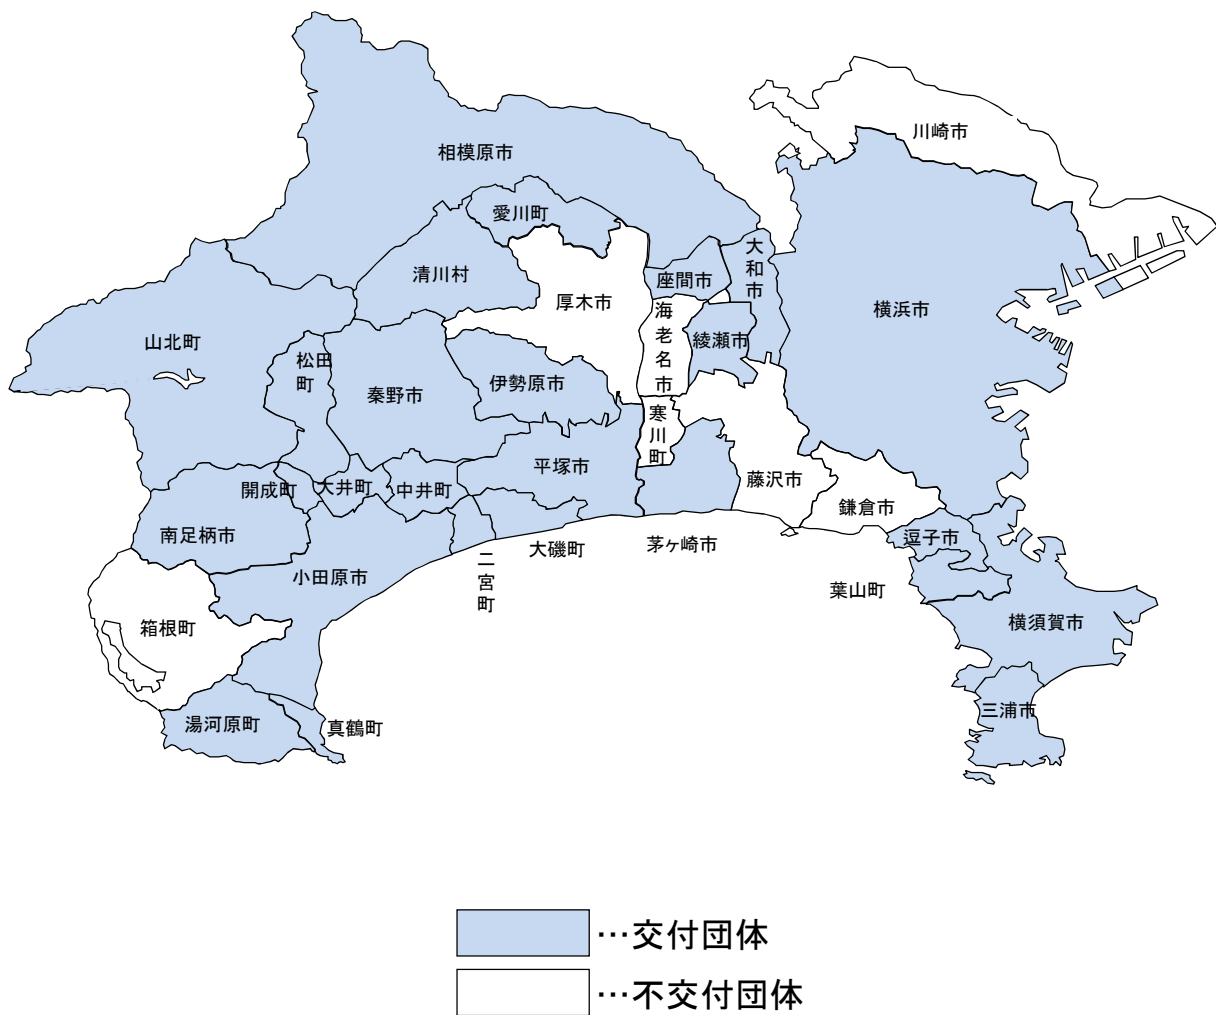 川崎市
相模原市
愛川町
大和市
清川村
座間市
厚木市
海老名市
横浜市
山北町
綾瀬市
松田町
伊勢原市
秦野市
寒川町
平塚市
藤沢市
開成町
大井町
中井町
鎌倉市
南足柄市
逗子市
大磯町
茅ヶ崎市
小田原市
二宮町
葉山町
横須賀市
箱根町
三浦市
湯河原町
真鶴町
…交付団体
…不交付団体